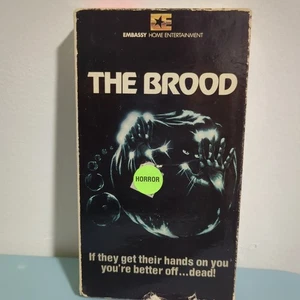 EMBASSY HOME ENTERTAINMENT
THE BROOD
HORROR
If they get their hands on you
you're better off...dead!